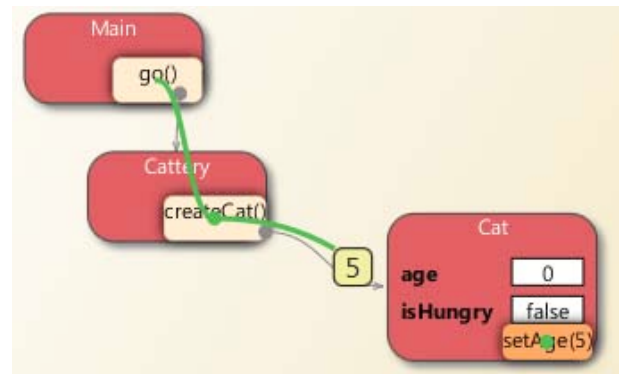 Main
go()
Cattery
createCat()
5
Cat
age 0
isHungry false
setAge(5)